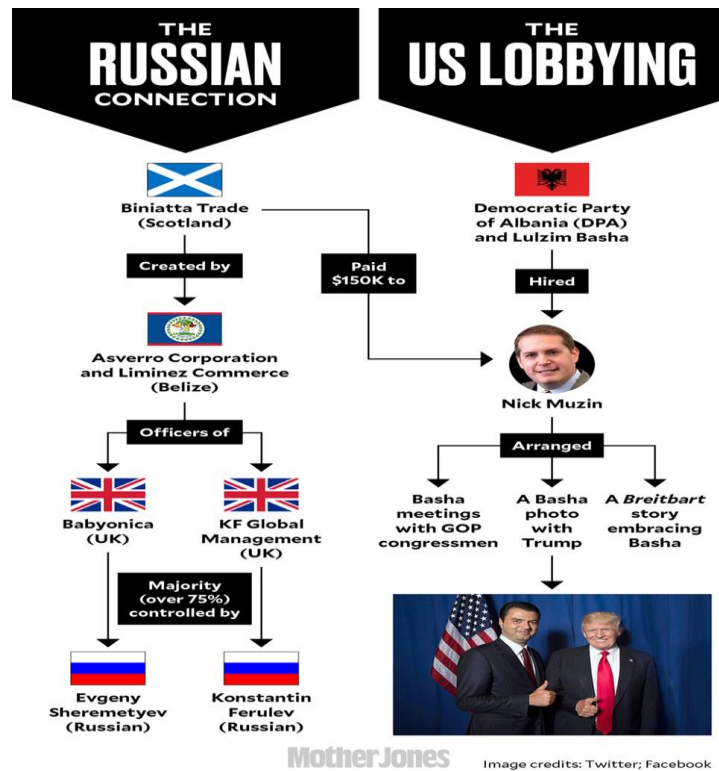 THE
RUSSIAN
CONNECTION
Biniatta Trade
(Scotland)
Created by
Asverro Corporation
and Liminez Commerce
(Belize)
Officers of
Babyonica
(UK)
KF Global
Management
(UK)
Majority
(over 75%)
controlled by
Evgeny
Sheremetyev
(Russian)
Konstantin
Ferulev
(Russian)
Paid
$150K to
THE
US LOBBYING
Democratic Party
of Albania (DPA)
and Lulzim Basha
Hired
Nick Muzin
Arranged
Basha
meetings
with GOP
congressmen
A Basha
photo
with
Trump
A Breitbart
story
embracing
Basha
Mother Jones
Image credits: Twitter; Facebook